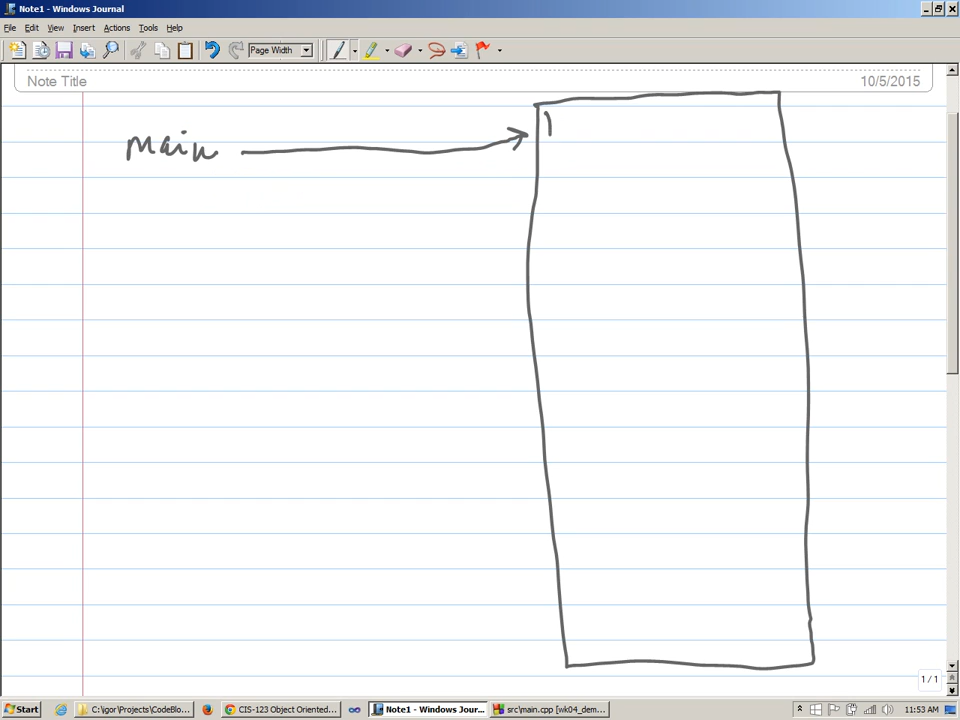 Note1 - Windows Journal
File Edit View Insert Actions Tools Help
Page Width
Note Title 10/5/2015
main
1 / 1
Start C:\igor\Projects\CodeBlo... CIS-123 Object Oriented... Note1 - Windows Jour... src\main.cpp [wk04_dem... 11:53 AM